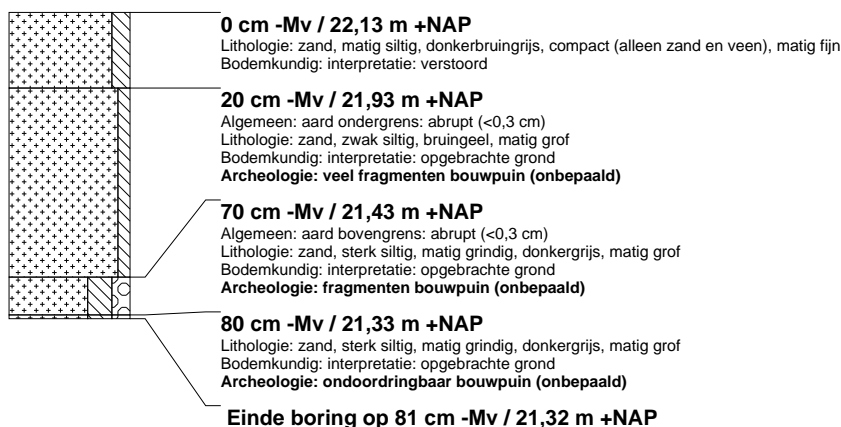 0 cm -Mv / 22,13 m +NAP
Lithologie: zand, matig siltig, donkerbruingrijs, compact (alleen zand en veen), matig fijn
Bodemkundig: interpretatie: verstoord
20 cm -Mv / 21,93 m +NAP
Algemeen: aard ondergrens: abrupt (<0,3 cm)
Lithologie: zand, zwak siltig, bruingeel, matig grof
Bodemkundig: interpretatie: opgebrachte grond
Archeologie: veel fragmenten bouwpuin (onbepaald)
70 cm -Mv / 21,43 m +NAP
Algemeen: aard bovengrens: abrupt (<0,3 cm)
Lithologie: zand, sterk siltig, matig grindig, donkergrijs, matig grof
Bodemkundig: interpretatie: opgebrachte grond
Archeologie: fragmenten bouwpuin (onbepaald)
80 cm -Mv / 21,33 m +NAP
Lithologie: zand, sterk siltig, matig grindig, donkergrijs, matig grof
Bodemkundig: interpretatie: opgebrachte grond
Archeologie: ondoordringbaar bouwpuin (onbepaald)
Einde boring op 81 cm -Mv / 21,32 m +NAP